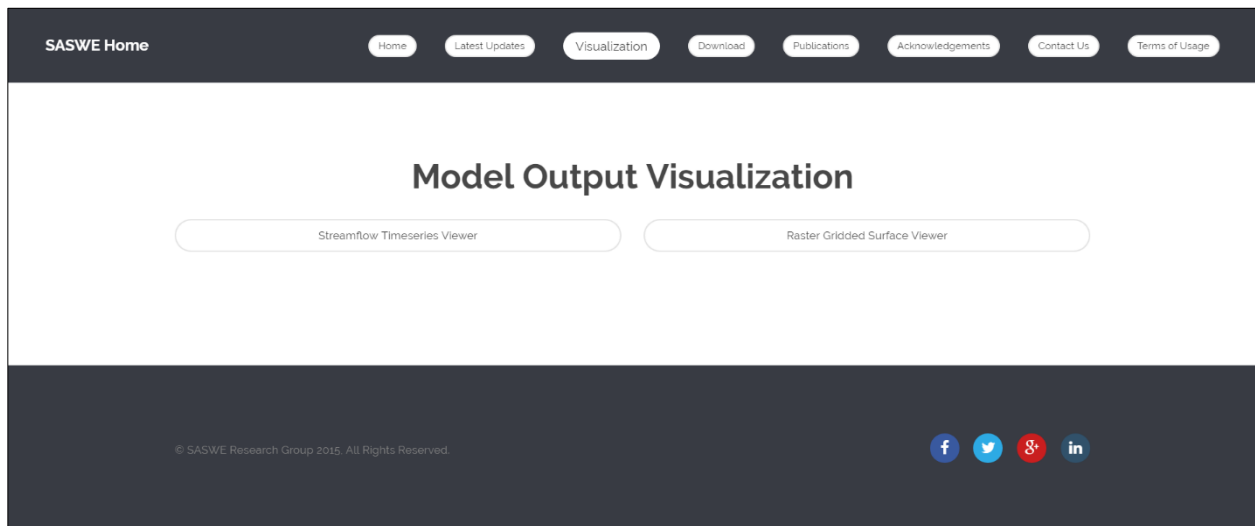 SASWE Home
Home
Latest Updates
Visualization
Download
Publications
Acknowledgements
Contact Us
Terms of Usage
Model Output Visualization
Streamflow Timeseries Viewer
Raster Gridded Surface Viewer
© SASWE Research Group 2015, All Rights Reserved.
f
g+
in